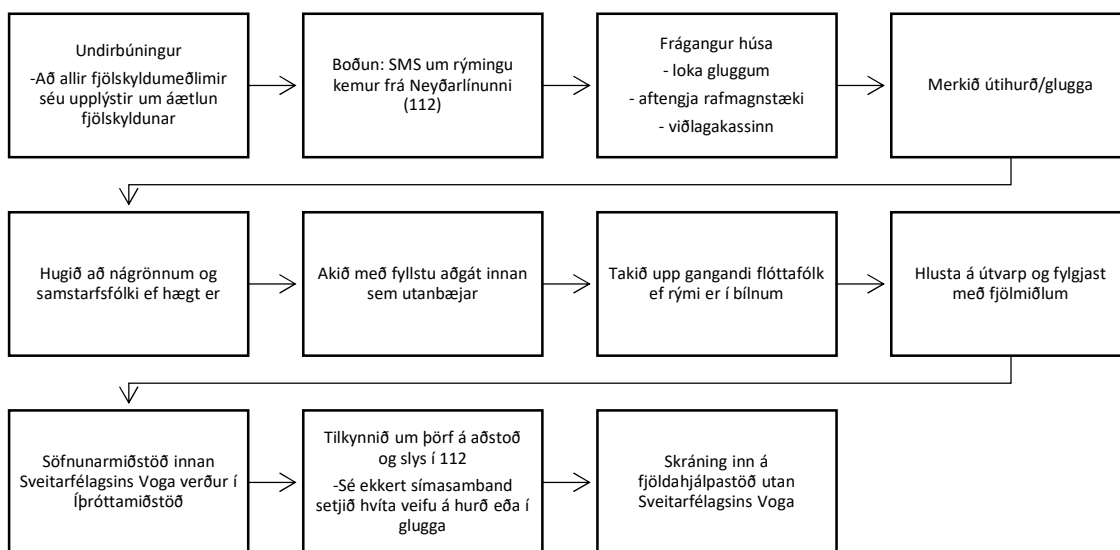 Undirbúningur
-Að allir fjölskyldumeðlimir
séu upplýstir um áætlun
fjölskyldunar
Boðun: SMS um rýmingu
kemur frá Neyðarlínunni
(112)
Frágangur húsa
- loka gluggum
- aftengja rafmagnstæki
- viðlagakassinn
Merkið útihurð/glugga
Hugið að nágrönnum og
samstarfsfólki ef hægt er
Akið með fyllstu aðgát innan
sem utanbæjar
Takið upp gangandi flóttafólk
ef rými er í bílnum
Hlusta á útvarp og fylgjast
með fjölmiðlum
Söfnunarmiðstöð innan
Sveitarfélagsins Voga verður í
Íþróttamiðstöð
Tilkynnið um þörf á aðstoð
og slys í 112
-Sé ekkert símasamband
setjið hvíta veifu á hurð eða í
glugga
Skráning inn á
fjöldahjálpastöð utan
Sveitarfélagsins Voga